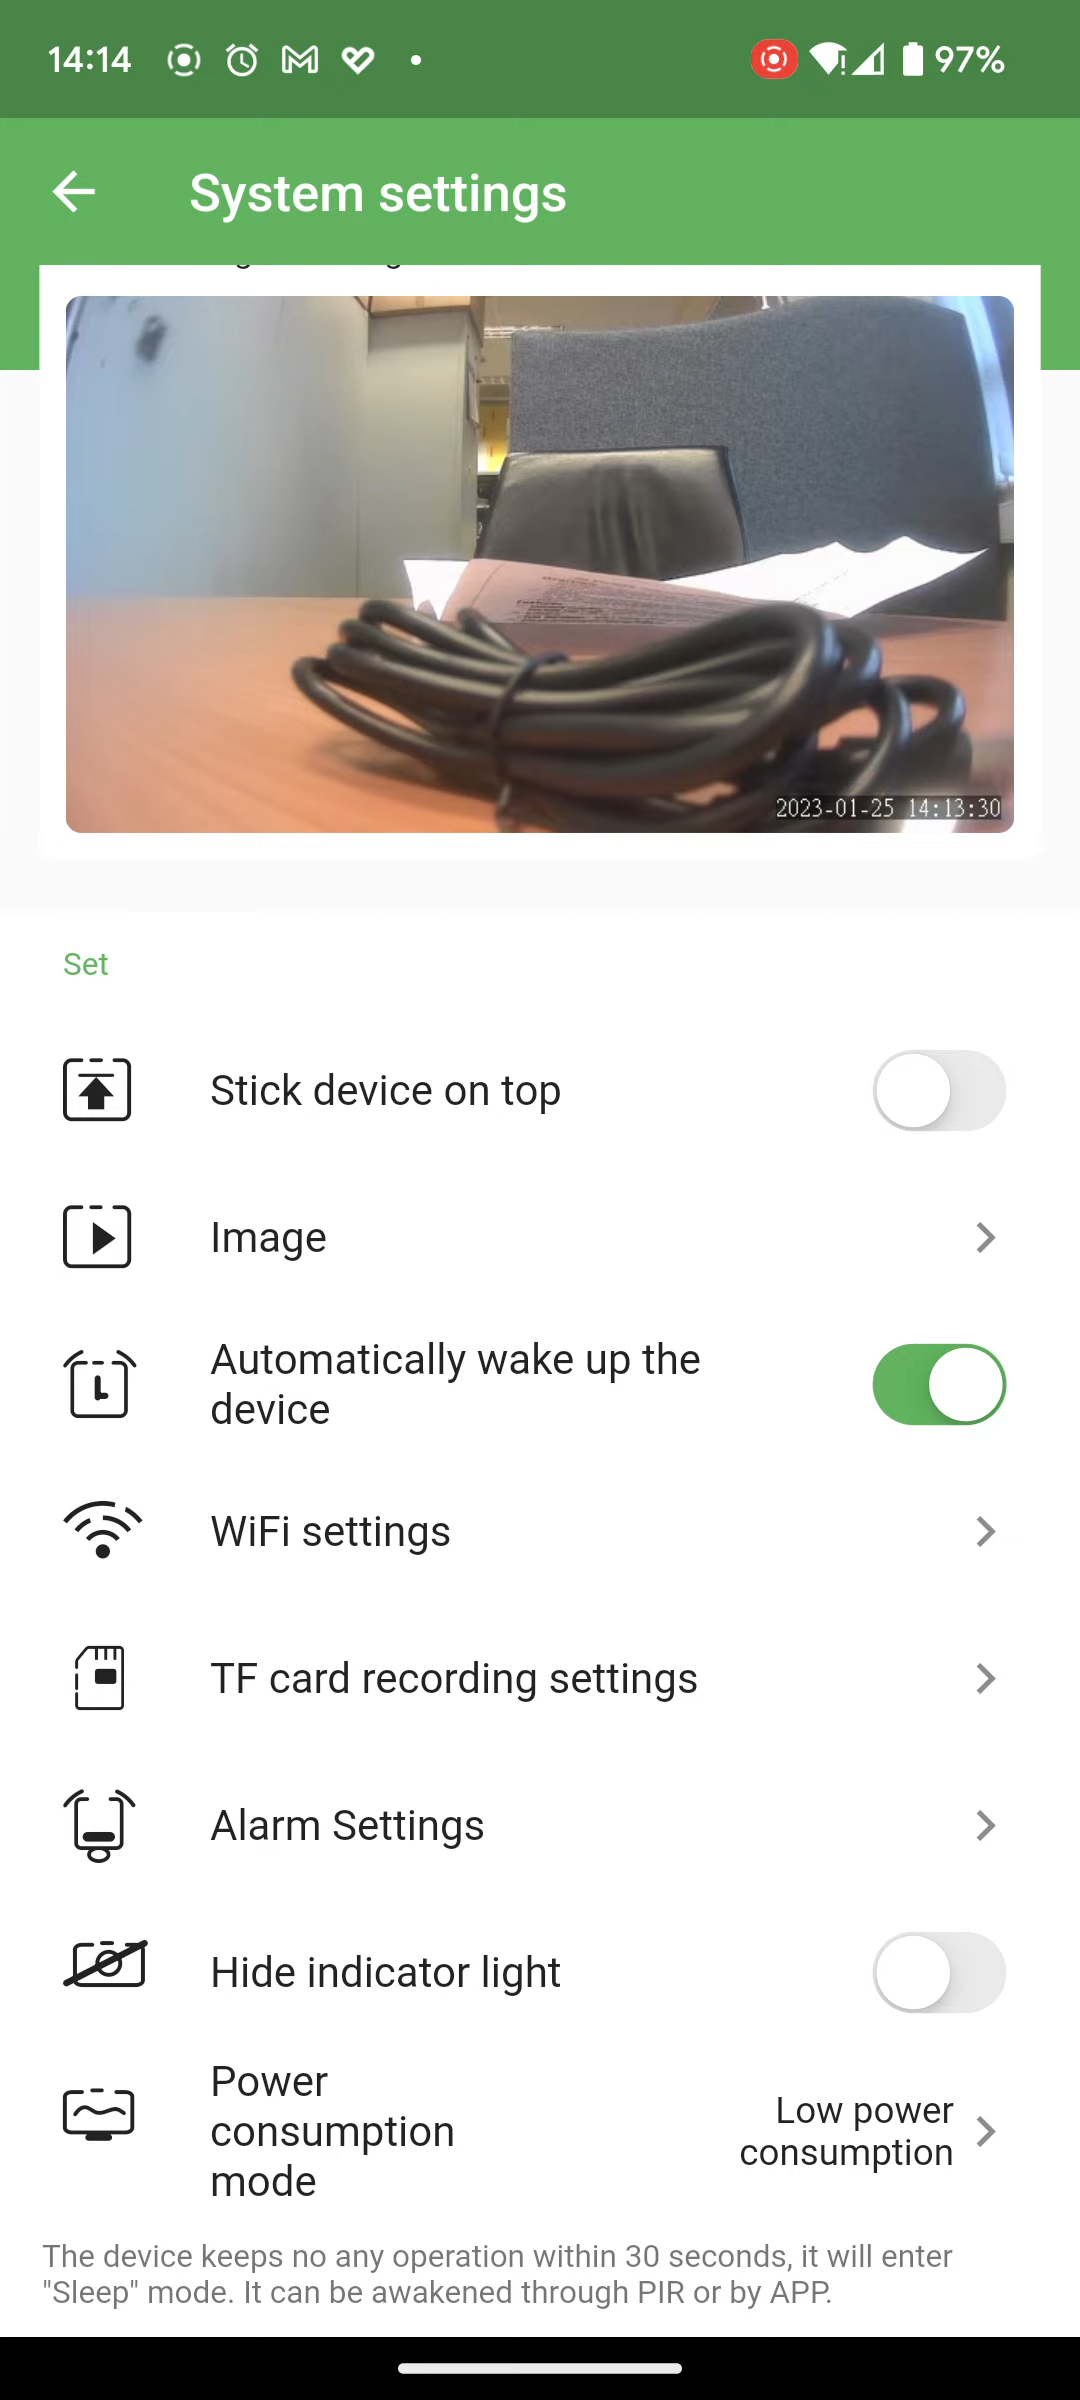 14:14
97%
System settings
2023-01-25 14:13:30
Set
Stick device on top
Image
Automatically wake up the
device
WiFi settings
TF card recording settings
Alarm Settings
Hide indicator light
Power
consumption
mode
Low power
consumption
The device keeps no any operation within 30 seconds, it will enter
"Sleep" mode. It can be awakened through PIR or by APP.